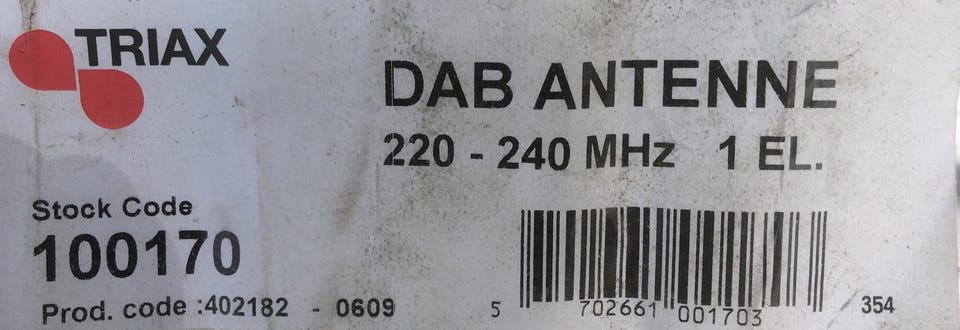 TRIAX
DAB ANTENNE
220 - 240 MHz 1 EL.
Stock Code
100170
Prod. code :402182 - 0609
5 702661 001703 354